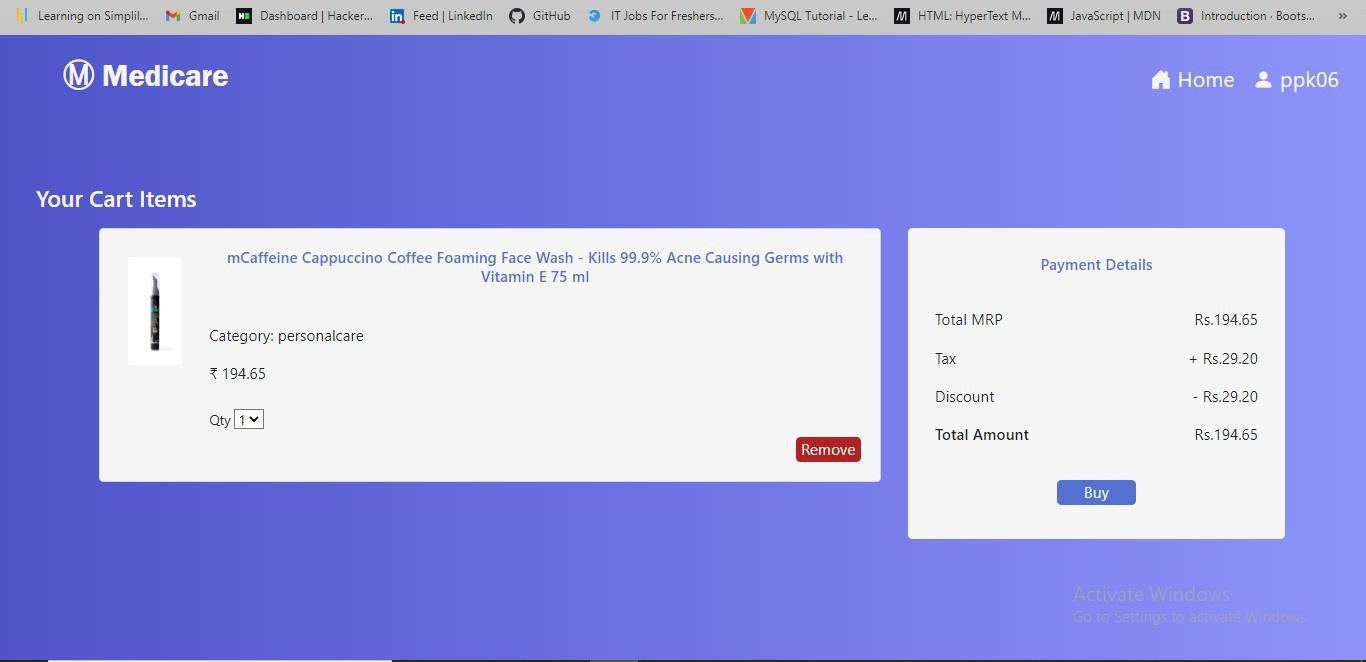 Learning on Simplil... Gmail Dashboard | Hacker... Feed | LinkedIn GitHub IT Jobs For Freshers... MySQL Tutorial - Le... HTML: HyperText M... JavaScript | MDN Introduction · Boots... »
Medicare
Home ppk06
Your Cart Items
mCaffeine Cappuccino Coffee Foaming Face Wash - Kills 99.9% Acne Causing Germs with
Vitamin E 75 ml
Category: personalcare
₹ 194.65
Qty 1
Remove
Payment Details
Total MRP Rs.194.65
Tax + Rs.29.20
Discount - Rs.29.20
Total Amount Rs.194.65
Buy
Activate Windows
Go to Settings to activate Windows.